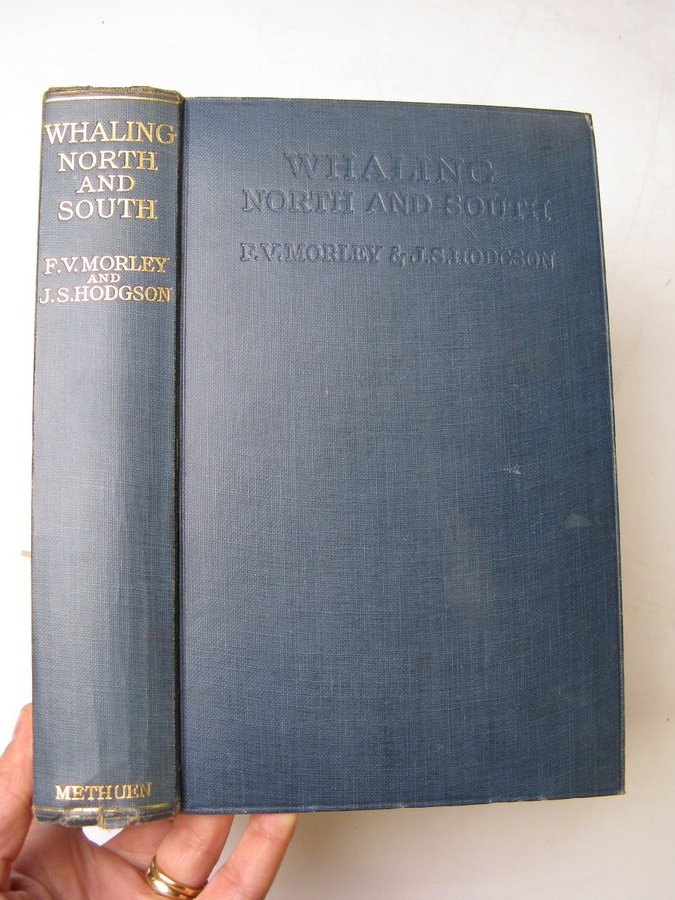 WHALING
NORTH
AND
SOUTH
F.V.MORLEY
AND
J.S.HODGSON
METHUEN
WHALING
NORTH AND SOUTH
F.V.MORLEY & J.S.HODGSON